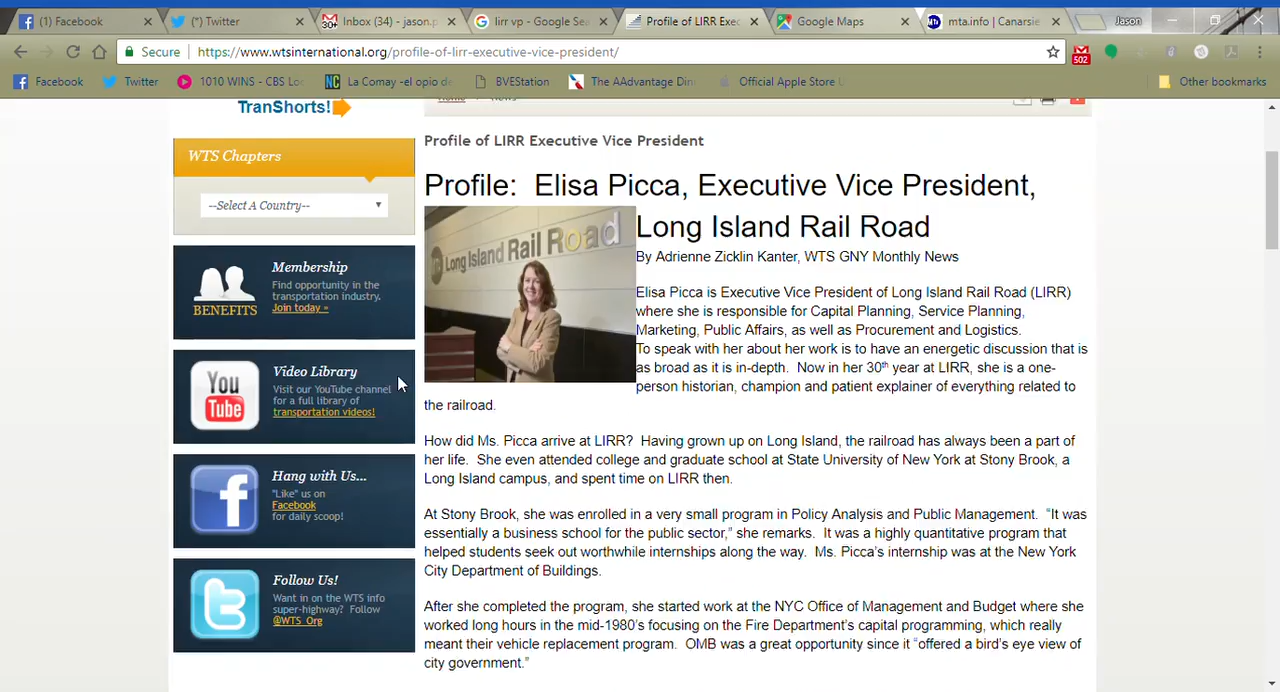 (1) Facebook
(*) Twitter
Inbox (34) - jason.p
lirr vp - Google Sea
Profile of LIRR Exec
Google Maps
mta.info | Canarsie
Jason
Secure
https://www.wtsinternational.org/profile-of-lirr-executive-vice-president/
502
Facebook
Twitter
1010 WINS - CBS Lo
La Comay -el opio de
BVEStation
The AAdvantage Din
Official Apple Store
Other bookmarks
TranShorts!
WTS Chapters
--Select A Country--
Membership
Find opportunity in the
transportation industry.
Join today »
BENEFITS
Video Library
Visit our YouTube channel
for a full library of
transportation videos!
You
Tube
Hang with Us...
"Like" us on
Facebook
for daily scoop!
Follow Us!
Want in on the WTS info
super-highway? Follow
@WTS_Org
Profile of LIRR Executive Vice President
Profile: Elisa Picca, Executive Vice President,
Long Island Rail Road
Long Island Rail Road
By Adrienne Zicklin Kanter, WTS GNY Monthly News
Elisa Picca is Executive Vice President of Long Island Rail Road (LIRR)
where she is responsible for Capital Planning, Service Planning,
Marketing, Public Affairs, as well as Procurement and Logistics.
To speak with her about her work is to have an energetic discussion that is
as broad as it is in-depth. Now in her 30th year at LIRR, she is a one-
person historian, champion and patient explainer of everything related to
the railroad.
How did Ms. Picca arrive at LIRR? Having grown up on Long Island, the railroad has always been a part of
her life. She even attended college and graduate school at State University of New York at Stony Brook, a
Long Island campus, and spent time on LIRR then.
At Stony Brook, she was enrolled in a very small program in Policy Analysis and Public Management. “It was
essentially a business school for the public sector,” she remarks. It was a highly quantitative program that
helped students seek out worthwhile internships along the way. Ms. Picca’s internship was at the New York
City Department of Buildings.
After she completed the program, she started work at the NYC Office of Management and Budget where she
worked long hours in the mid-1980’s focusing on the Fire Department’s capital programming, which really
meant their vehicle replacement program. OMB was a great opportunity since it “offered a bird’s eye view of
city government.”